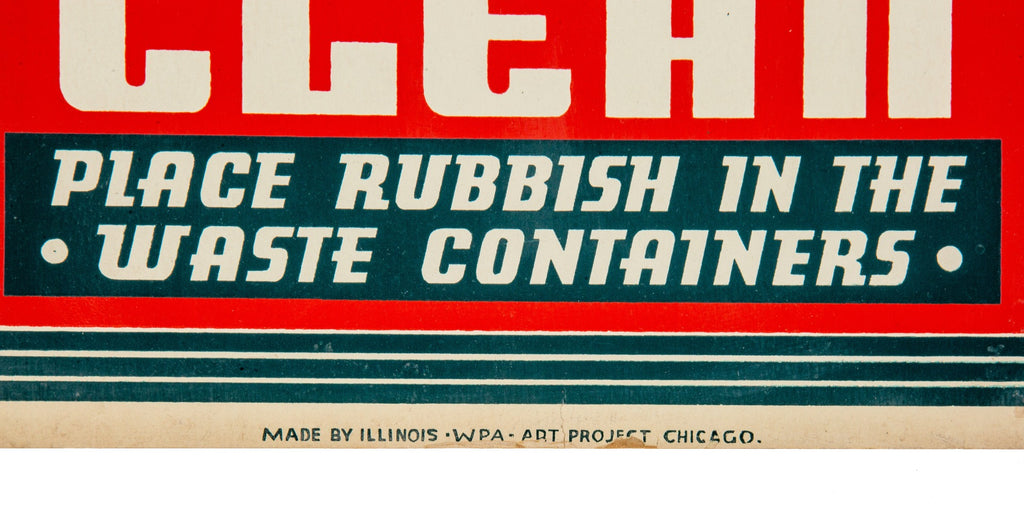 CLEAN
PLACE RUBBISH IN THE
• WASTE CONTAINERS •
MADE BY ILLINOIS • WPA • ART PROJECT CHICAGO.